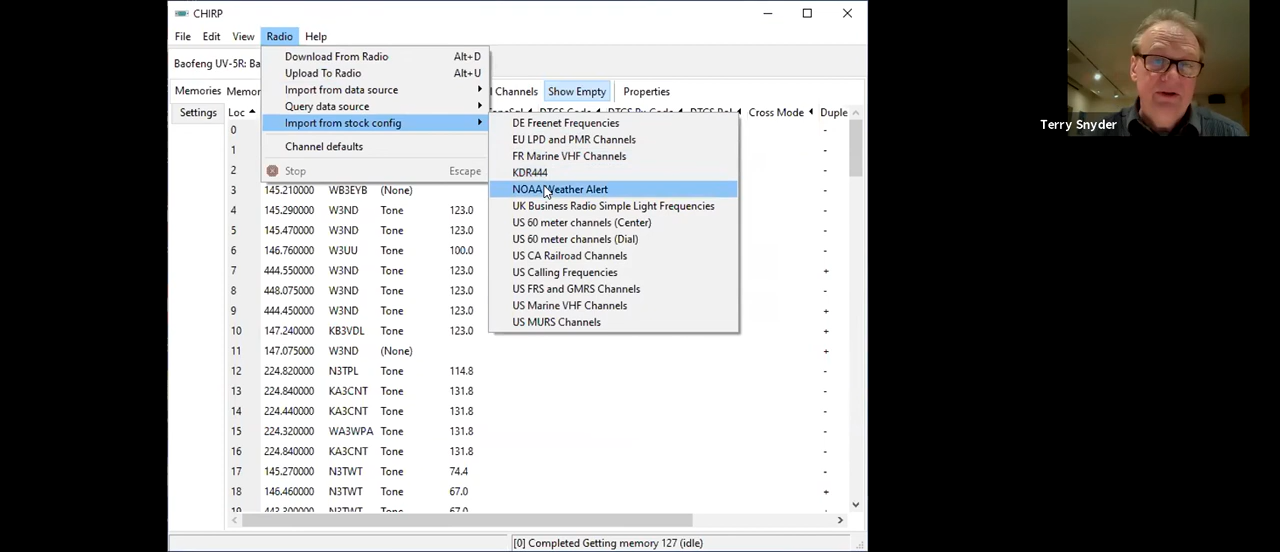 CHIRP
File Edit View Radio Help
Baofeng UV-5R: Ba
Download From Radio Alt+D
Upload To Radio Alt+U
Import from data source
Query data source
Import from stock config
Channel defaults
Stop Escape
DE Freenet Frequencies
EU LPD and PMR Channels
FR Marine VHF Channels
KDR444
NOAA Weather Alert
UK Business Radio Simple Light Frequencies
US 60 meter channels (Center)
US 60 meter channels (Dial)
US CA Railroad Channels
US Calling Frequencies
US FRS and GMRS Channels
US Marine VHF Channels
US MURS Channels
Memories Memor l Channels Show Empty Properties
Settings Loc Cross Mode Duple
0 -
1 -
2 -
3 145.210000 WB3EYB (None) -
4 145.290000 W3ND Tone 123.0 -
5 145.470000 W3ND Tone 123.0 -
6 146.760000 W3UU Tone 100.0 -
7 444.550000 W3ND Tone 123.0 +
8 448.075000 W3ND Tone 123.0 -
9 444.450000 W3ND Tone 123.0 +
10 147.240000 KB3VDL Tone 123.0 +
11 147.075000 W3ND (None) +
12 224.820000 N3TPL Tone 114.8 -
13 224.840000 KA3CNT Tone 131.8 -
14 224.440000 KA3CNT Tone 131.8 -
15 224.320000 WA3WPA Tone 131.8 -
16 224.840000 KA3CNT Tone 131.8 -
17 145.270000 N3TWT Tone 74.4 -
18 146.460000 N3TWT Tone 67.0 +
19 443.300000 N3TWT Tone 67.0
[0] Completed Getting memory 127 (idle)
Terry Snyder